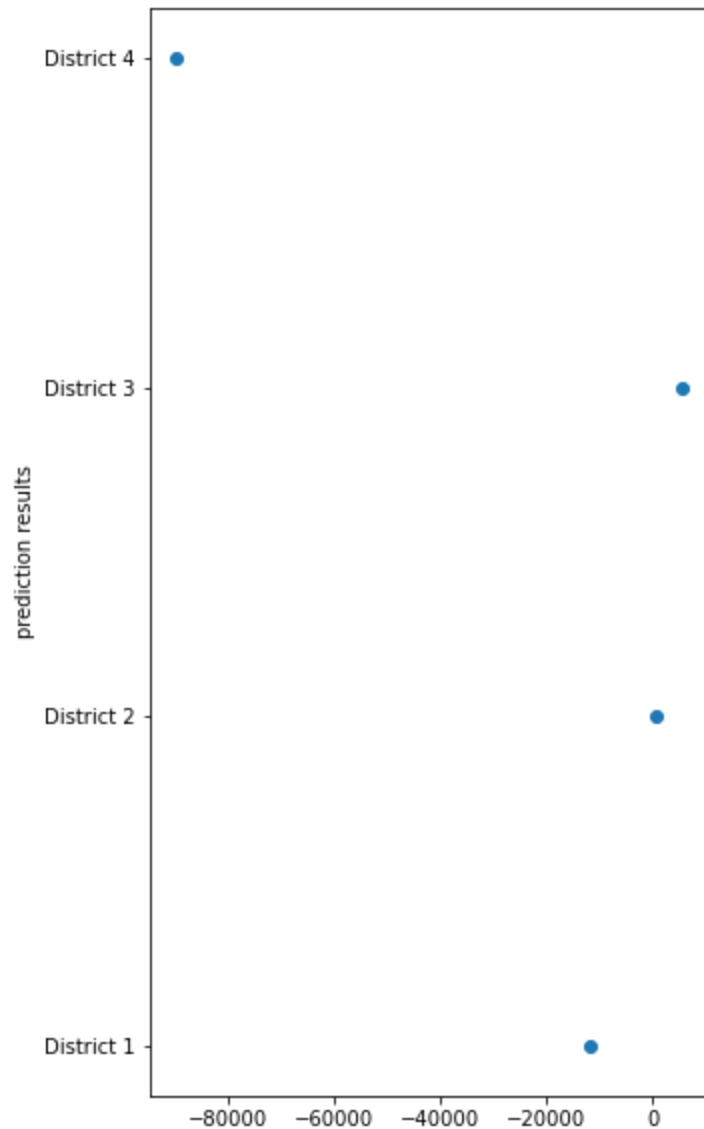 District 4
District 3
prediction results
District 2
District 1
−80000 −60000 −40000 −20000 0